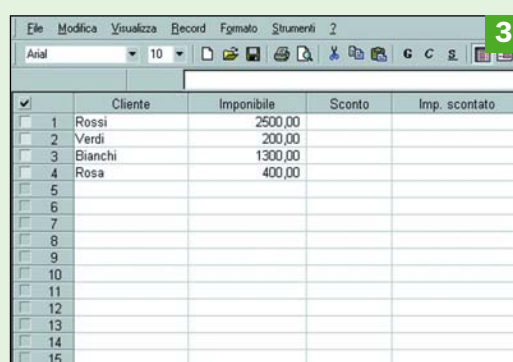 File Modifica Visualizza Record Formato Strumenti ?
3
Arial 10 G C S
Cliente Imponibile Sconto Imp. scontato
1 Rossi 2500,00
2 Verdi 200,00
3 Bianchi 1300,00
4 Rosa 400,00
5
6
7
8
9
10
11
12
13
14
15